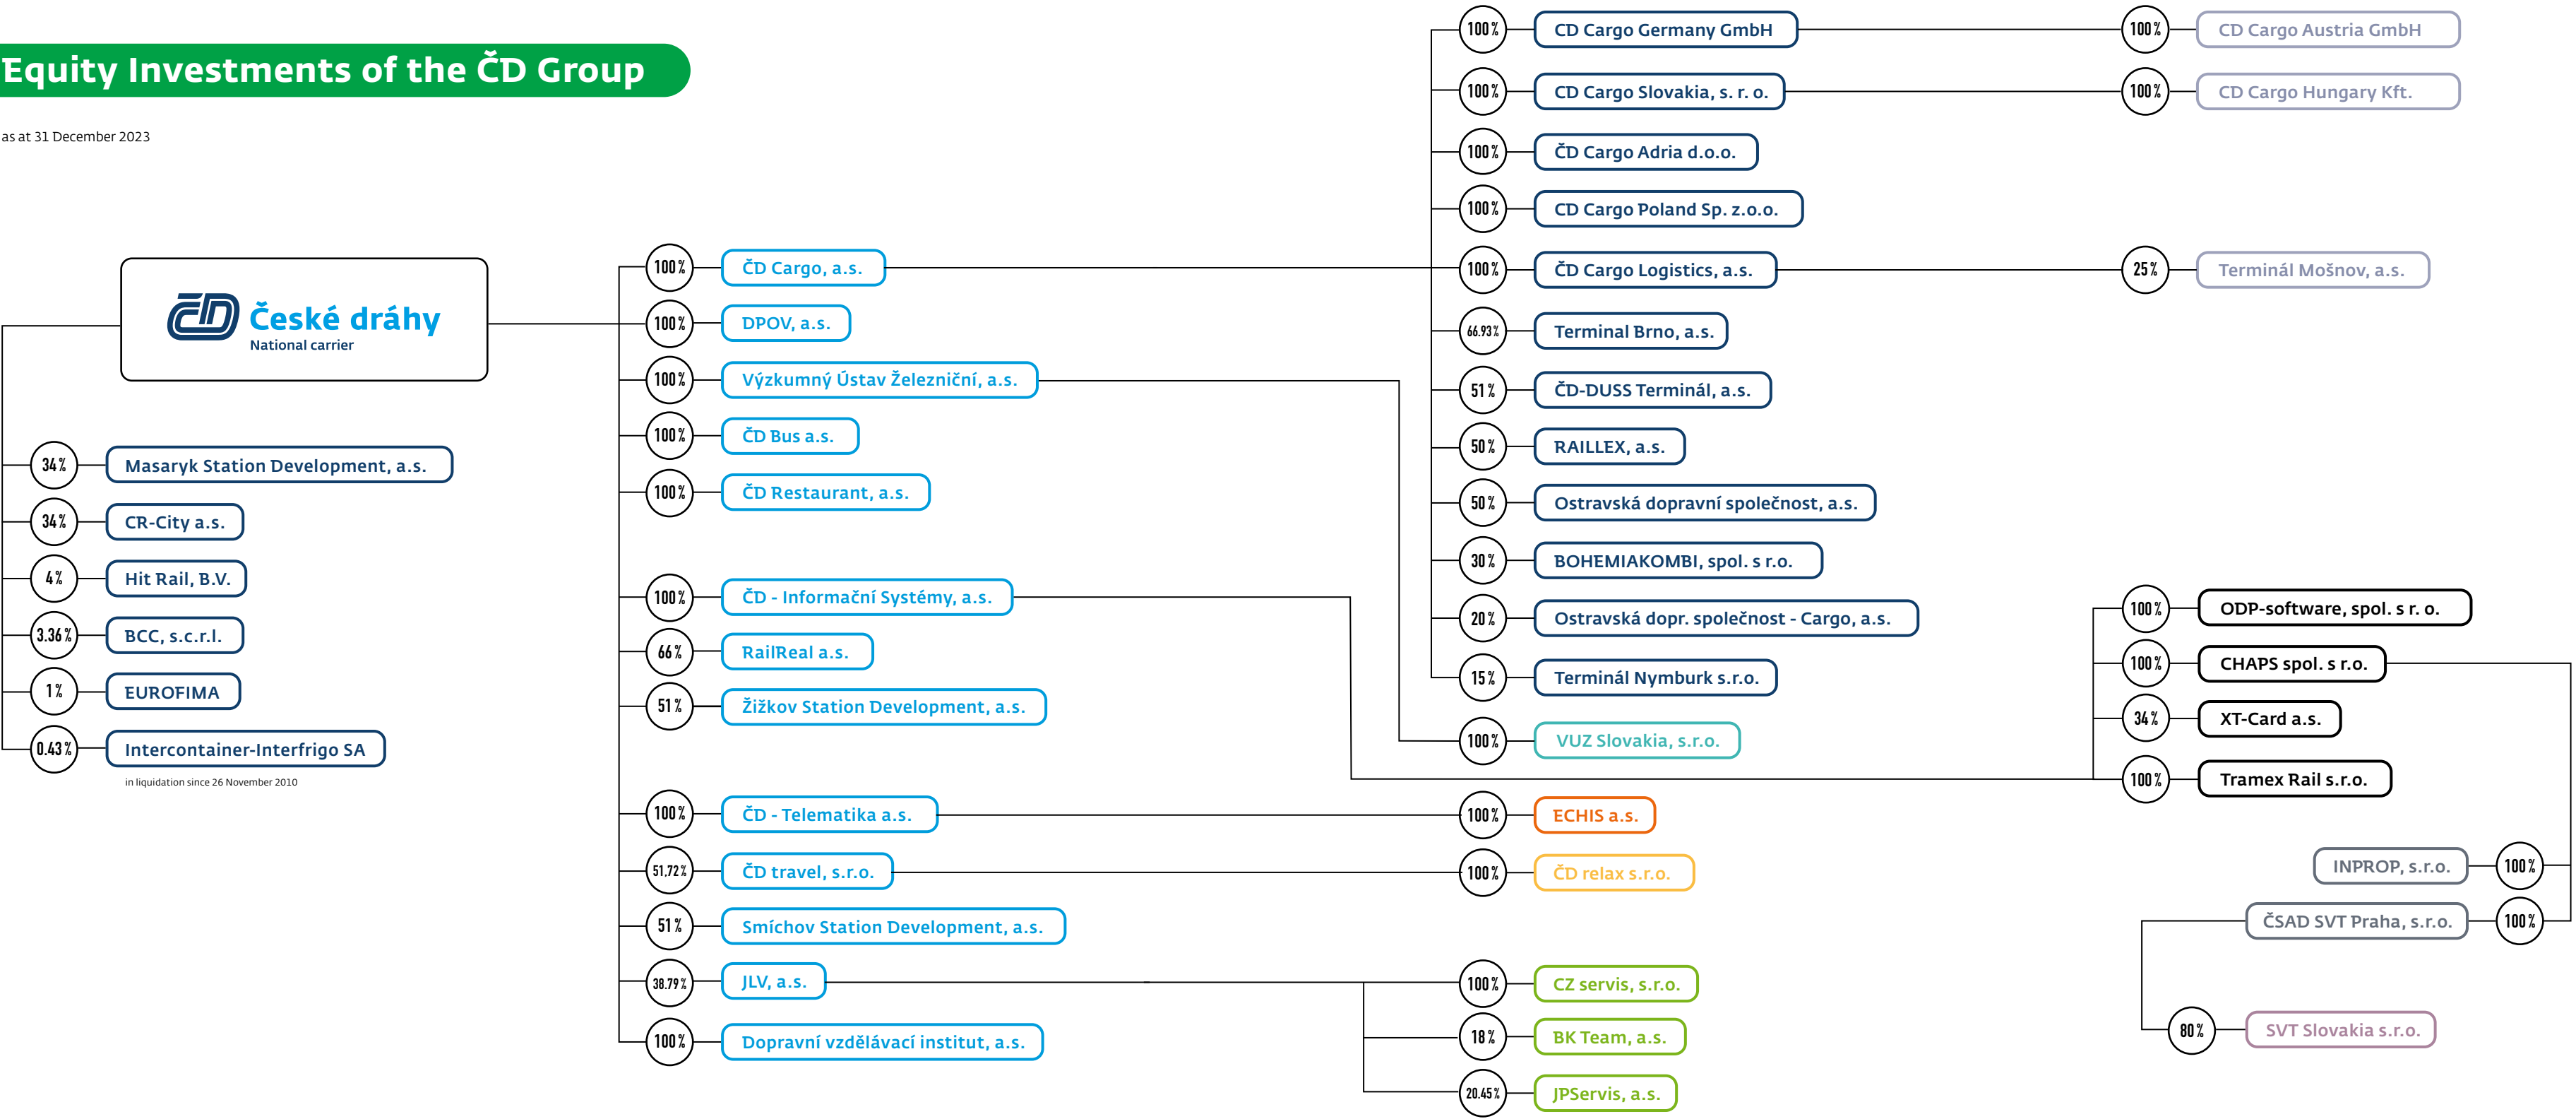 Equity Investments of the ČD Group
as at 31 December 2023
ČD České dráhy
National carrier
34 % Masaryk Station Development, a.s.
34 % CR-City a.s.
4 % Hit Rail, B.V.
3.36 % BCC, s.c.r.l.
1 % EUROFIMA
0.43 % Intercontainer-Interfrigo SA
in liquidation since 26 November 2010
100 % ČD Cargo, a.s.
100 % DPOV, a.s.
100 % Výzkumný Ústav Železniční, a.s.
100 % ČD Bus a.s.
100 % ČD Restaurant, a.s.
100 % ČD - Informační Systémy, a.s.
66 % RailReal a.s.
51 % Žižkov Station Development, a.s.
100 % ČD - Telematika a.s.
51,72 % ČD travel, s.r.o.
51 % Smíchov Station Development, a.s.
38.79 % JLV, a.s.
100 % Dopravní vzdělávací institut, a.s.
100 % CD Cargo Germany GmbH
100 % CD Cargo Slovakia, s. r. o.
100 % ČD Cargo Adria d.o.o.
100 % CD Cargo Poland Sp. z.o.o.
100 % ČD Cargo Logistics, a.s.
66.93 % Terminal Brno, a.s.
51 % ČD-DUSS Terminál, a.s.
50 % RAILLEX, a.s.
50 % Ostravská dopravní společnost, a.s.
30 % BOHEMIAKOMBI, spol. s r.o.
20 % Ostravská dopr. společnost - Cargo, a.s.
15 % Terminál Nymburk s.r.o.
100 % VUZ Slovakia, s.r.o.
100 % ECHIS a.s.
100 % ČD relax s.r.o.
100 % CZ servis, s.r.o.
18 % BK Team, a.s.
20.45 % JPServis, a.s.
100 % CD Cargo Austria GmbH
100 % CD Cargo Hungary Kft.
25 % Terminál Mošnov, a.s.
100 % ODP-software, spol. s r. o.
100 % CHAPS spol. s r.o.
34 % XT-Card a.s.
100 % Tramex Rail s.r.o.
INPROP, s.r.o. 100 %
ČSAD SVT Praha, s.r.o. 100 %
80 % SVT Slovakia s.r.o.